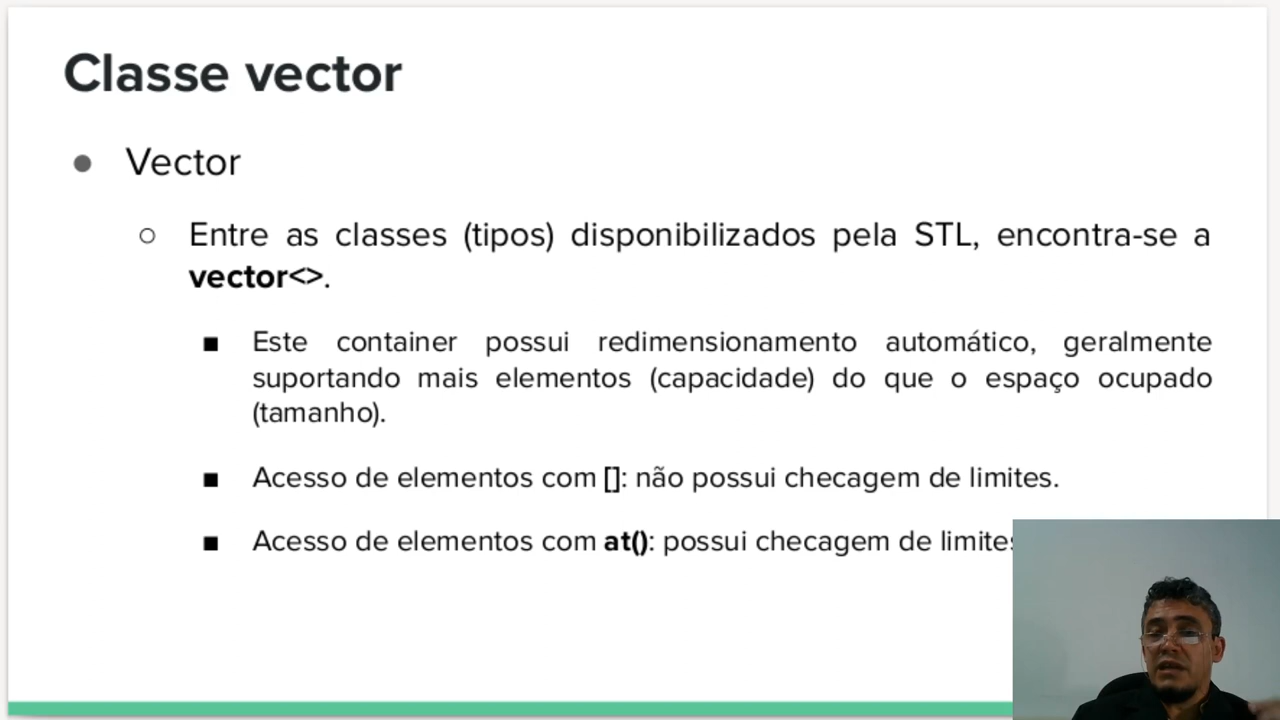 Classe vector
● Vector
○ Entre as classes (tipos) disponibilizados pela STL, encontra-se a
vector<>.
■ Este container possui redimensionamento automático, geralmente
suportando mais elementos (capacidade) do que o espaço ocupado
(tamanho).
■ Acesso de elementos com []: não possui checagem de limites.
■ Acesso de elementos com at(): possui checagem de limites